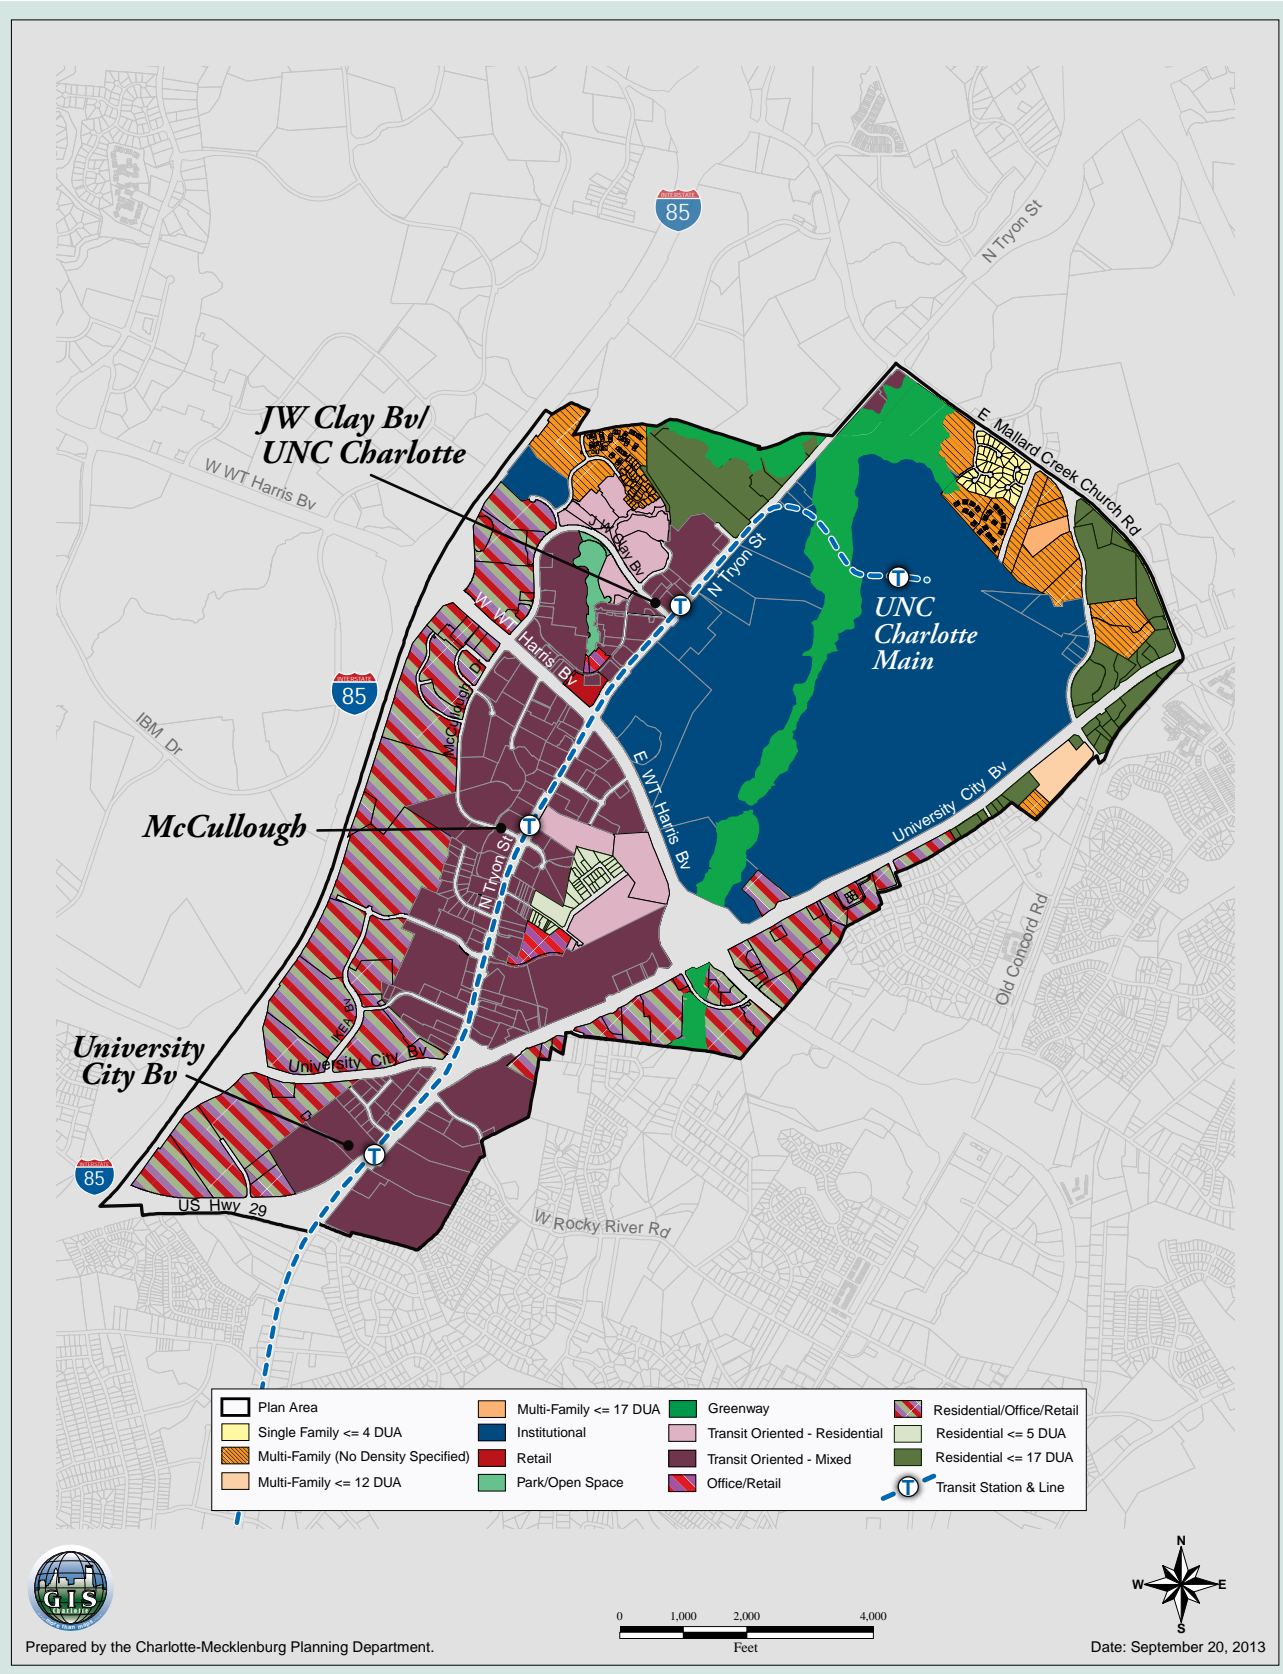 INTERSTATE
85
N Tryon St
JW Clay Bv/
UNC Charlotte
W WT Harris Bv
E Mallard Creek Church Rd
J W Clay Bv
N Tryon St
T
T
UNC
Charlotte
Main
W WT Harris Bv
INTERSTATE
85
McCullough D
IBM Dr
E WT Harris Bv
University City Bv
McCullough
T
N Tryon St
Old Concord Rd
IKEA Bv
University
City Bv
University City Bv
T
INTERSTATE
85
US Hwy 29
W Rocky River Rd
Plan Area
Single Family <= 4 DUA
Multi-Family (No Density Specified)
Multi-Family <= 12 DUA
Multi-Family <= 17 DUA
Institutional
Retail
Park/Open Space
Greenway
Transit Oriented - Residential
Transit Oriented - Mixed
Office/Retail
Residential/Office/Retail
Residential <= 5 DUA
Residential <= 17 DUA
T
Transit Station & Line
GIS
Charlotte
more than maps
N
W E
S
0 1,000 2,000 4,000
Feet
Prepared by the Charlotte-Mecklenburg Planning Department.
Date: September 20, 2013